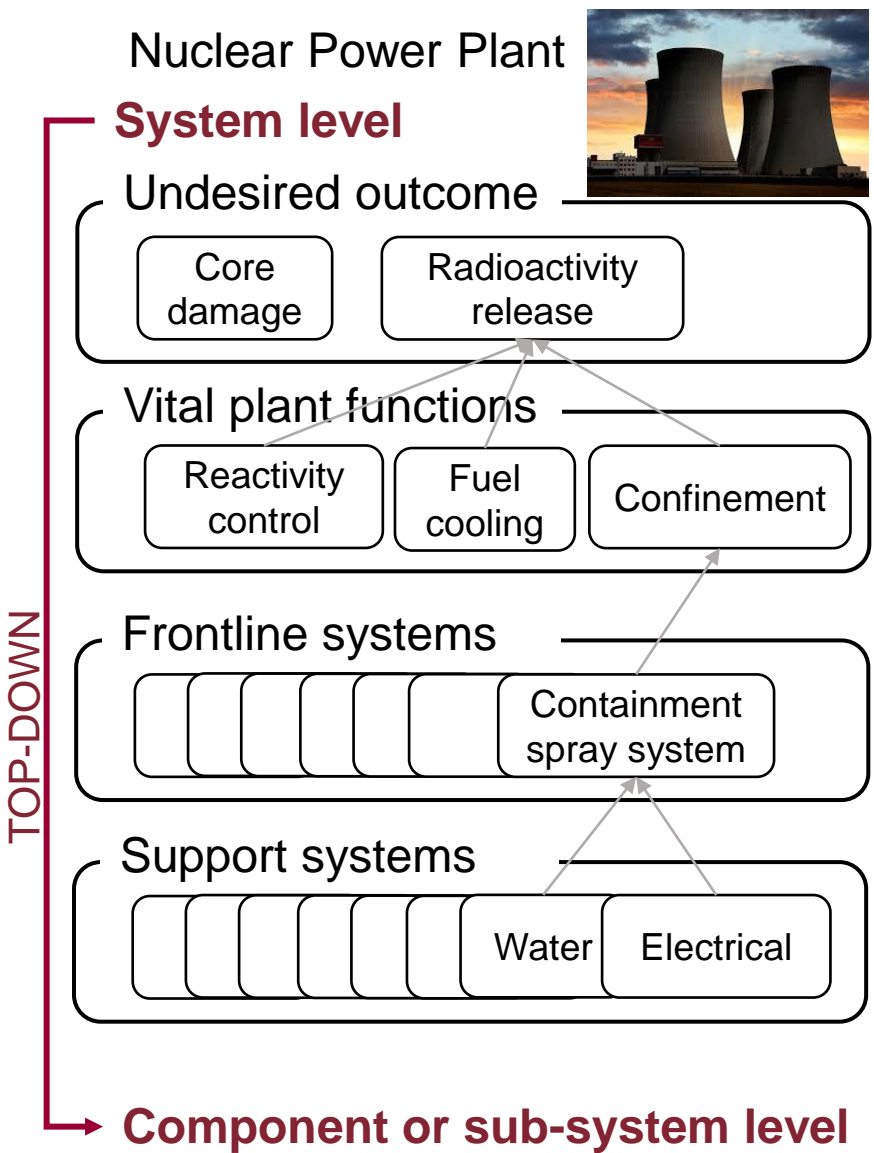 Nuclear Power Plant
System level
Undesired outcome
Core
damage
Radioactivity
release
Vital plant functions
Reactivity
control
Fuel
cooling
Confinement
TOP-DOWN
Frontline systems
Containment
spray system
Support systems
Water
Electrical
Component or sub-system level